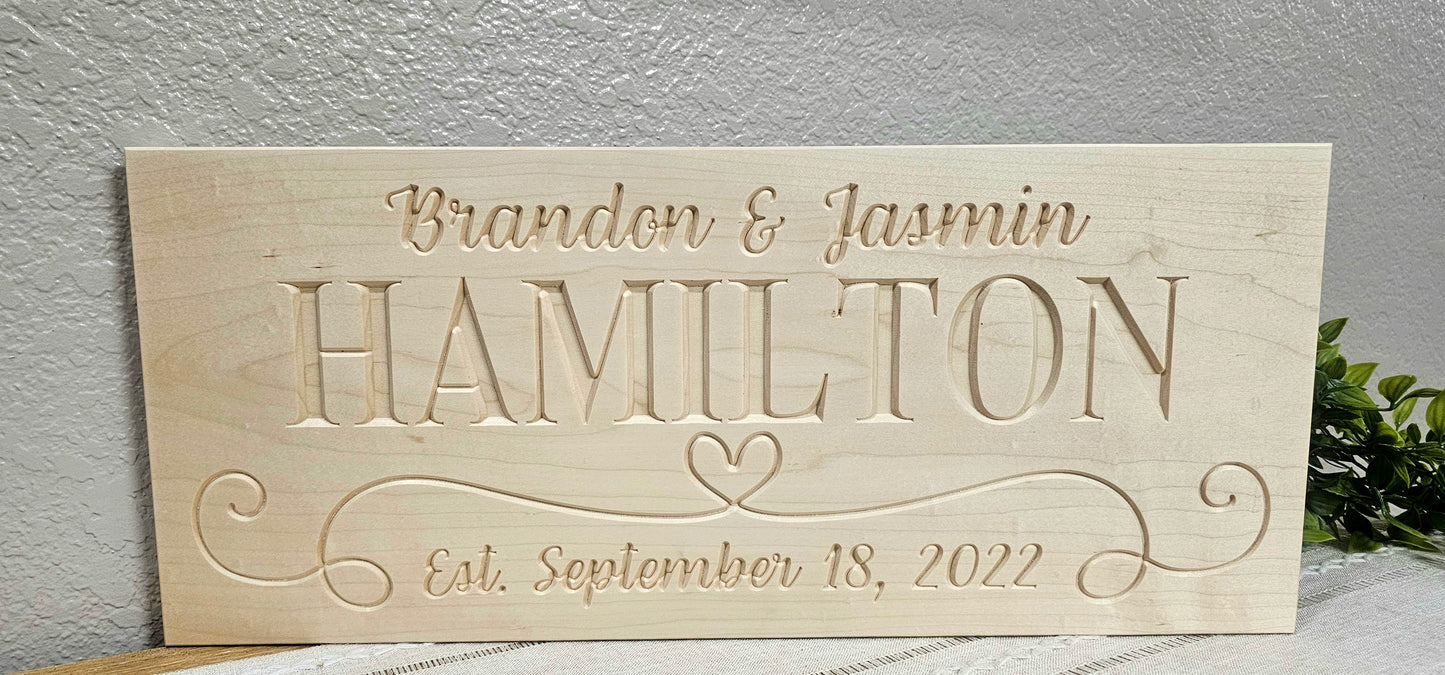 Brandon & Jasmin
HAMILTON
Est. September 18, 2022